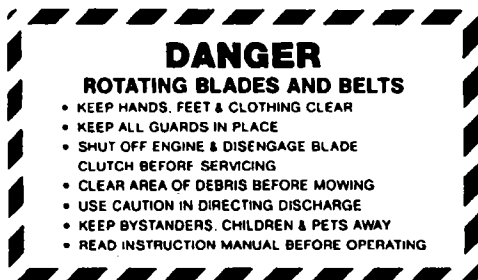 DANGER
ROTATING BLADES AND BELTS
• KEEP HANDS, FEET & CLOTHING CLEAR
• KEEP ALL GUARDS IN PLACE
• SHUT OFF ENGINE & DISENGAGE BLADE
CLUTCH BEFORE SERVICING
• CLEAR AREA OF DEBRIS BEFORE MOWING
• USE CAUTION IN DIRECTING DISCHARGE
• KEEP BYSTANDERS, CHILDREN & PETS AWAY
• READ INSTRUCTION MANUAL BEFORE OPERATING